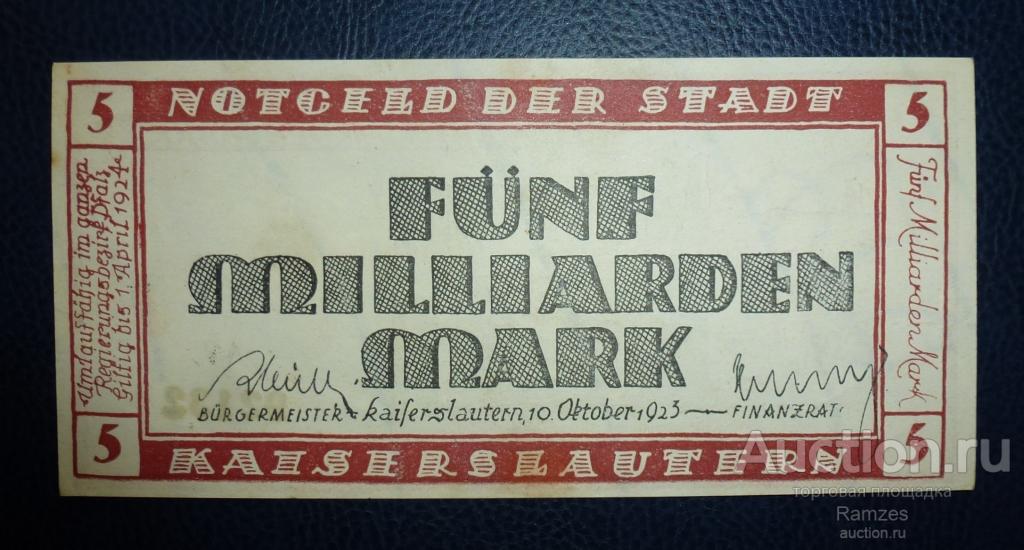 5 NOTGELD DER STADT 5
Umlauffähig im ganzen
Regierungsbezirk Pfalz
Giltig bis 1. April 1924.
FÜNF
MILLIARDEN
MARK
BÜRGERMEISTER - Kaiserslautern, 10. Oktober 1923 - FINANZRAT.
Fünf Milliarden Mark
5 KAISERSLAUTERN 5
Auction.ru
торговая площадка
Ramzes
auction.ru